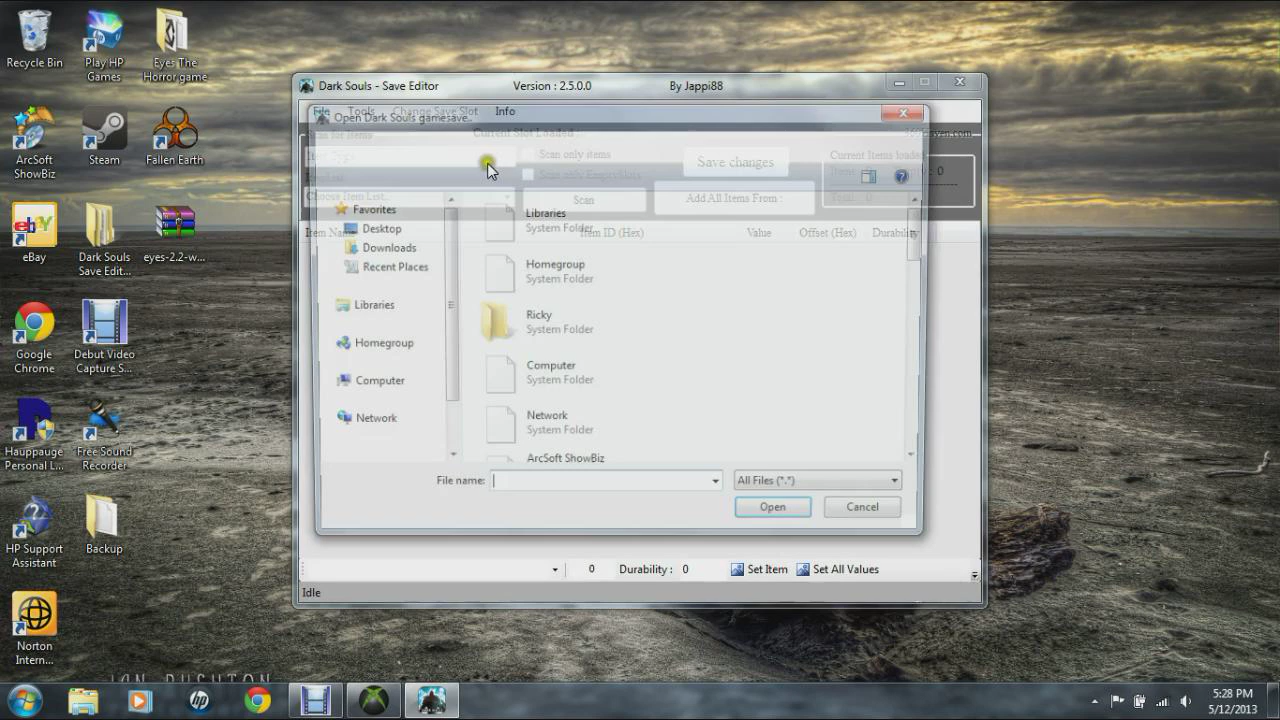 Recycle Bin
Play HP
Games
Eyes The
Horror game
ArcSoft
ShowBiz
Steam
Fallen Earth
eBay
Dark Souls
Save Edit...
eyes-2.2-w...
Google
Chrome
Debut Video
Capture S...
Hauppauge
Personal L...
Free Sound
Recorder
HP Support
Assistant
Backup
Norton
Intern...
Dark Souls - Save Editor
Version : 2.5.0.0
By Jappi88
File
Tools
Change Save Slot
Info
Open Dark Souls gamesave..
Scan for Items
Current Slot Loaded :
Scan only items
Scan only EmptySlots
Save changes
Current Items loaded
0
Choose Item List..
Scan
Add All Items From :
Total: 0
Item Name
Item ID (Hex)
Value
Offset (Hex)
Durability
Favorites
Desktop
Downloads
Recent Places
Libraries
Homegroup
Computer
Network
Libraries
System Folder
Homegroup
System Folder
Ricky
System Folder
Computer
System Folder
Network
System Folder
ArcSoft ShowBiz
File name:
All Files (*.*)
Open
Cancel
0
Durability : 0
Set Item
Set All Values
Idle
5:28 PM
5/12/2013